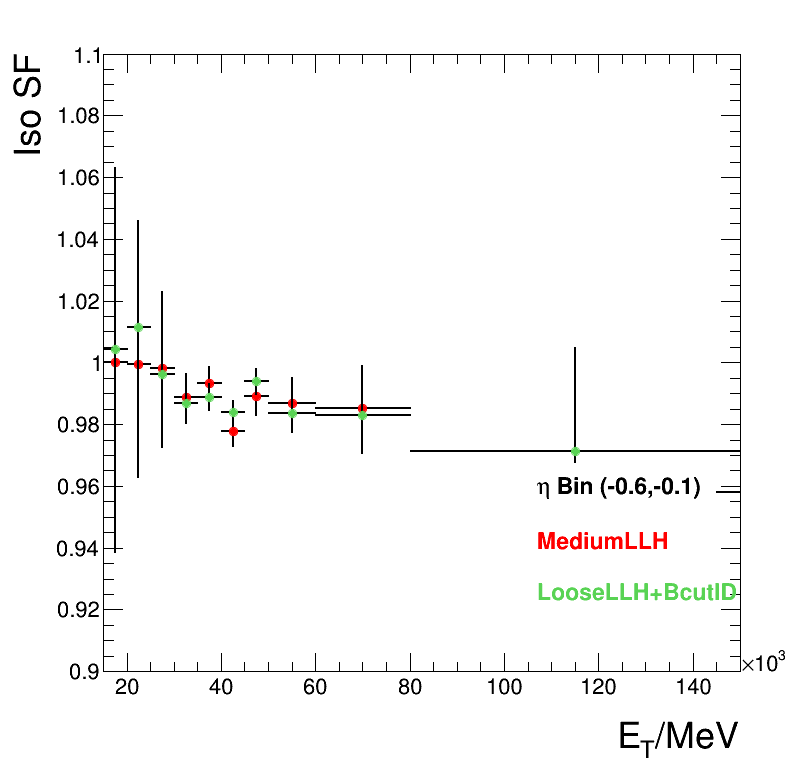 Iso SF
1.1
1.08
1.06
1.04
1.02
1
0.98
0.96
0.94
0.92
0.9
η Bin (-0.6,-0.1)
MediumLLH
LooseLLH+BcutID
20 40 60 80 100 120 140
×10³
E_T/MeV